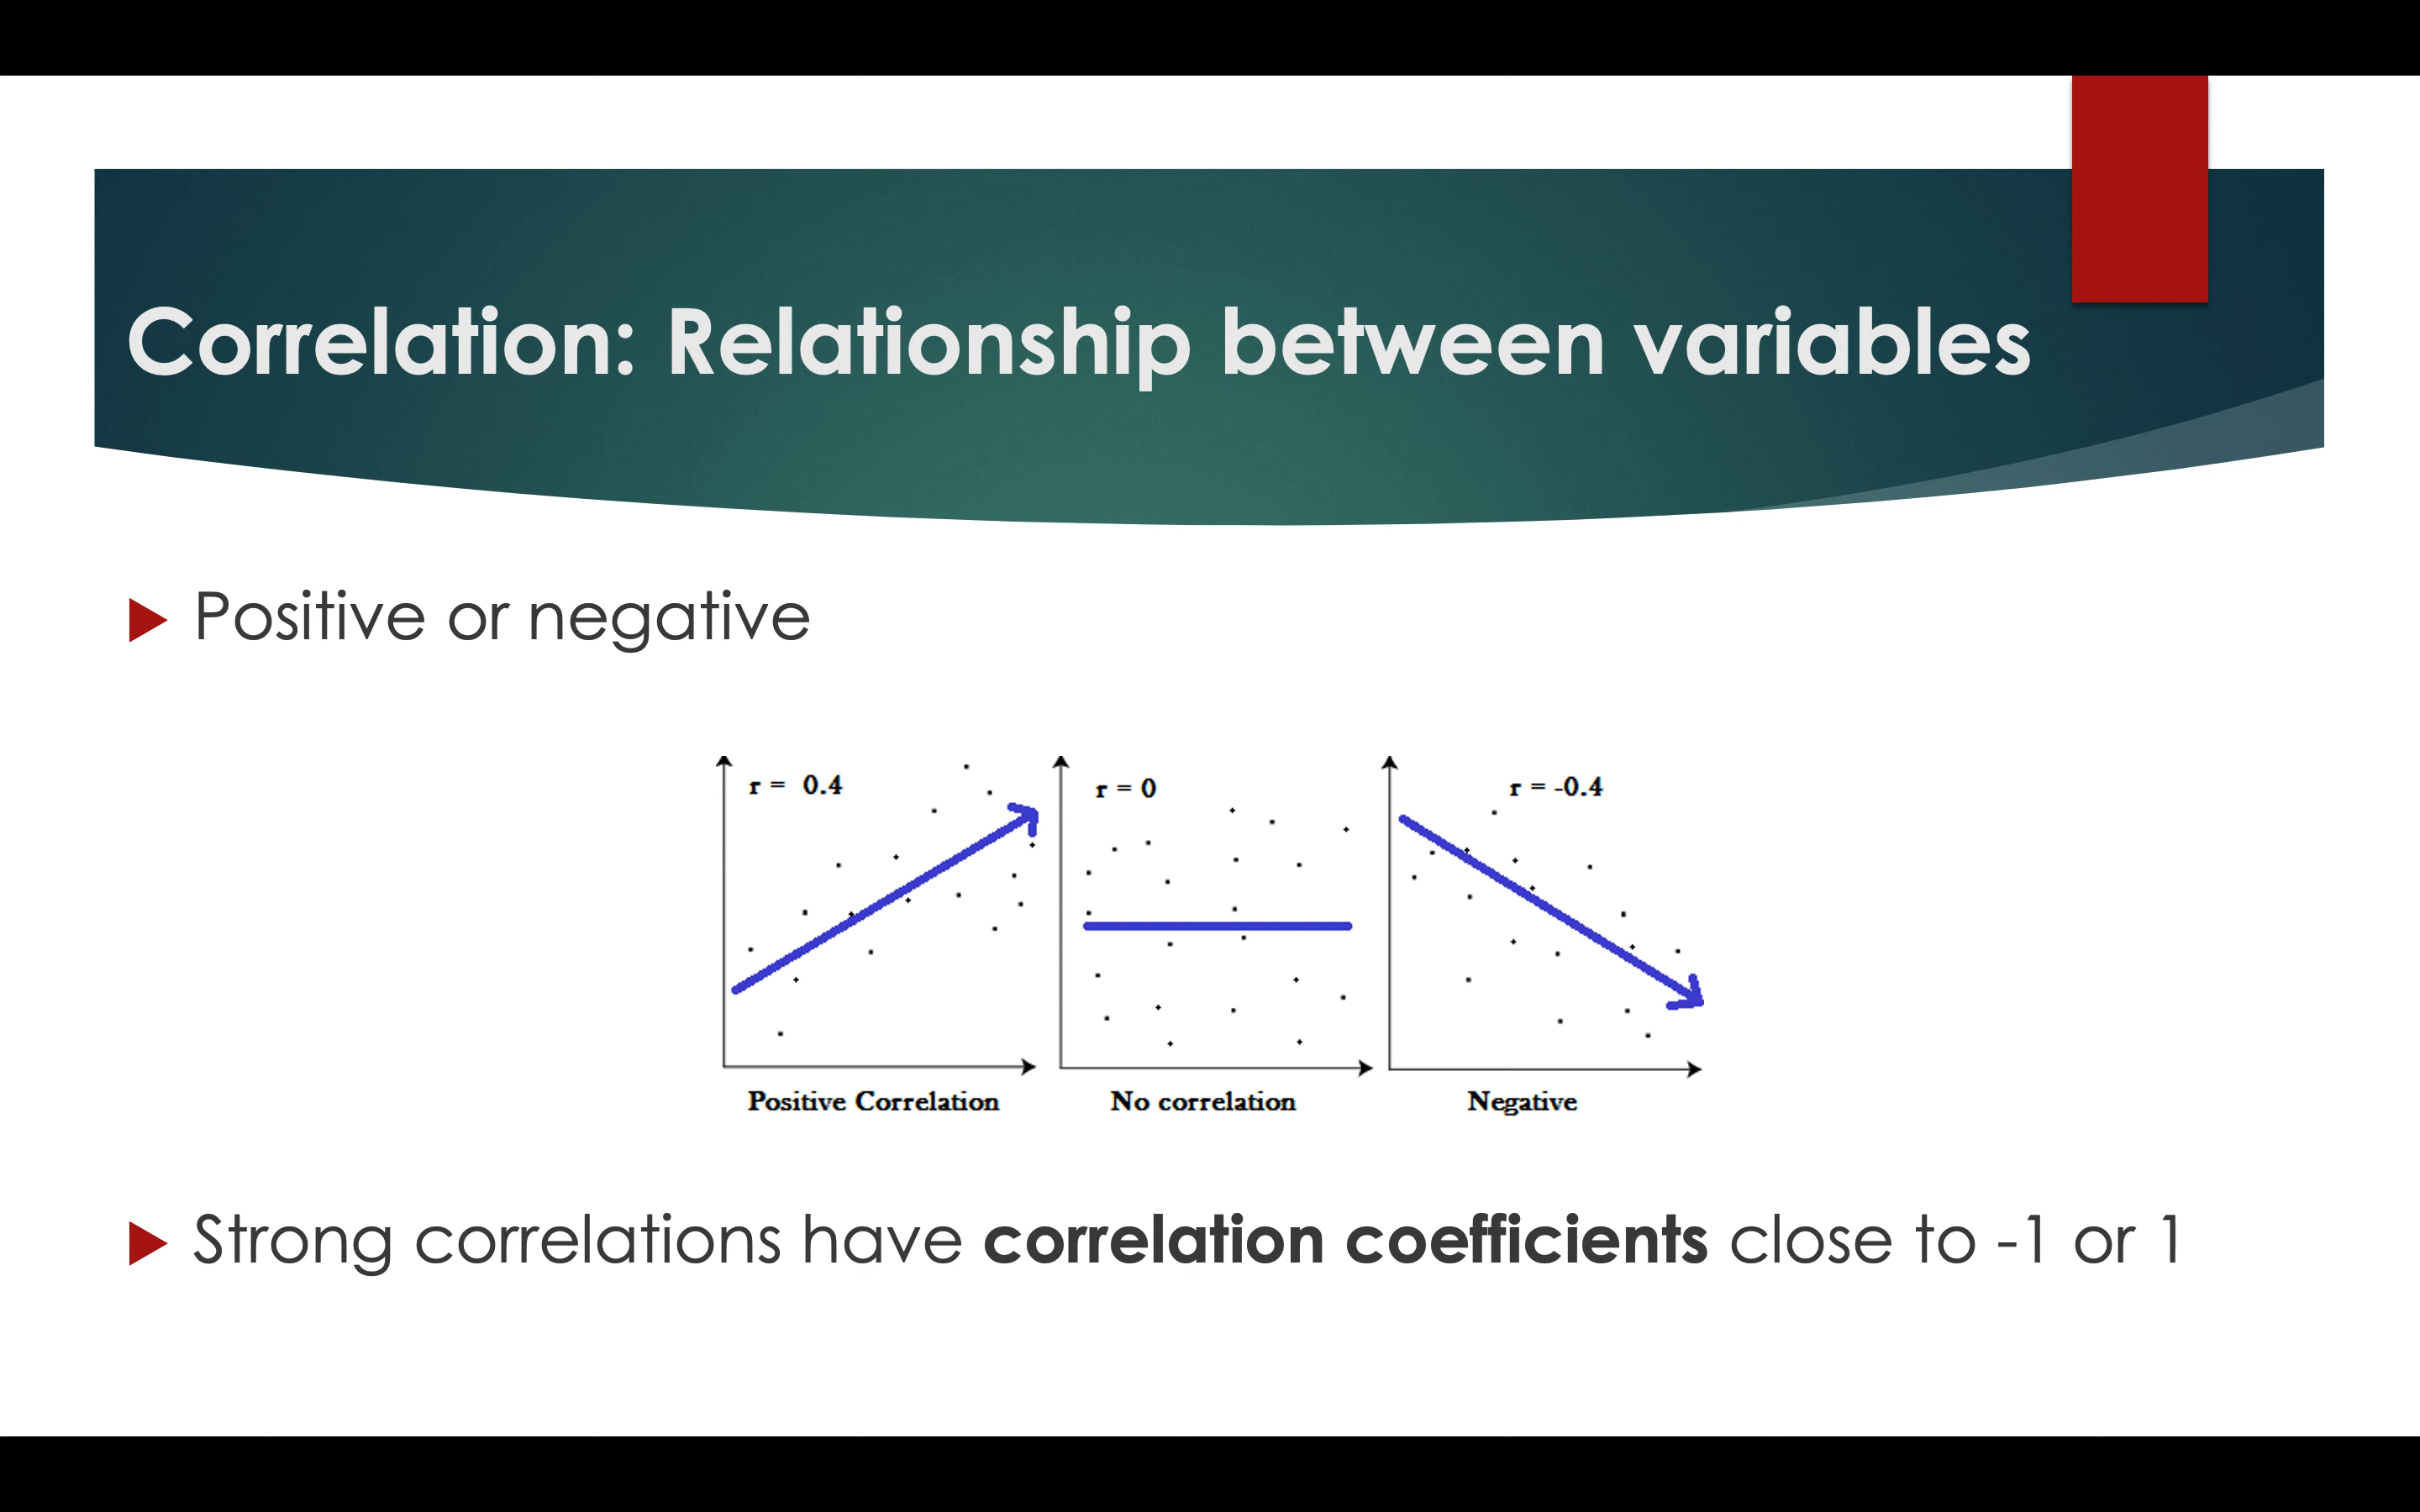 Correlation: Relationship between variables
Positive or negative
r = 0.4
r = 0
r = -0.4
Positive Correlation
No correlation
Negative
Strong correlations have correlation coefficients close to -1 or 1